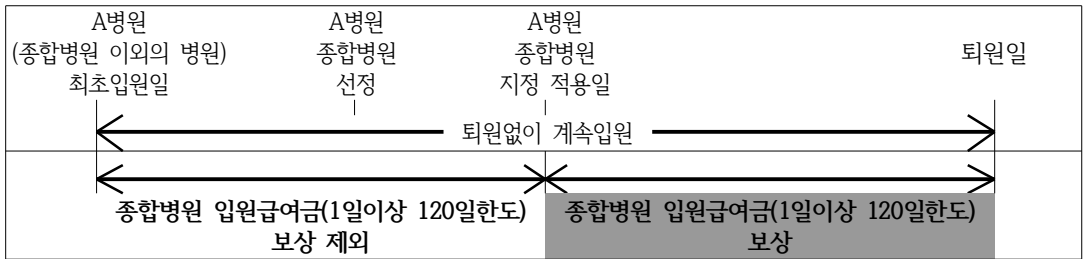 A병원
(종합병원 이외의 병원)
최초입원일
A병원
종합병원
선정
A병원
종합병원
지정 적용일
퇴원일
퇴원없이 계속입원
종합병원 입원급여금(1일이상 120일한도)
보상 제외
종합병원 입원급여금(1일이상 120일한도)
보상